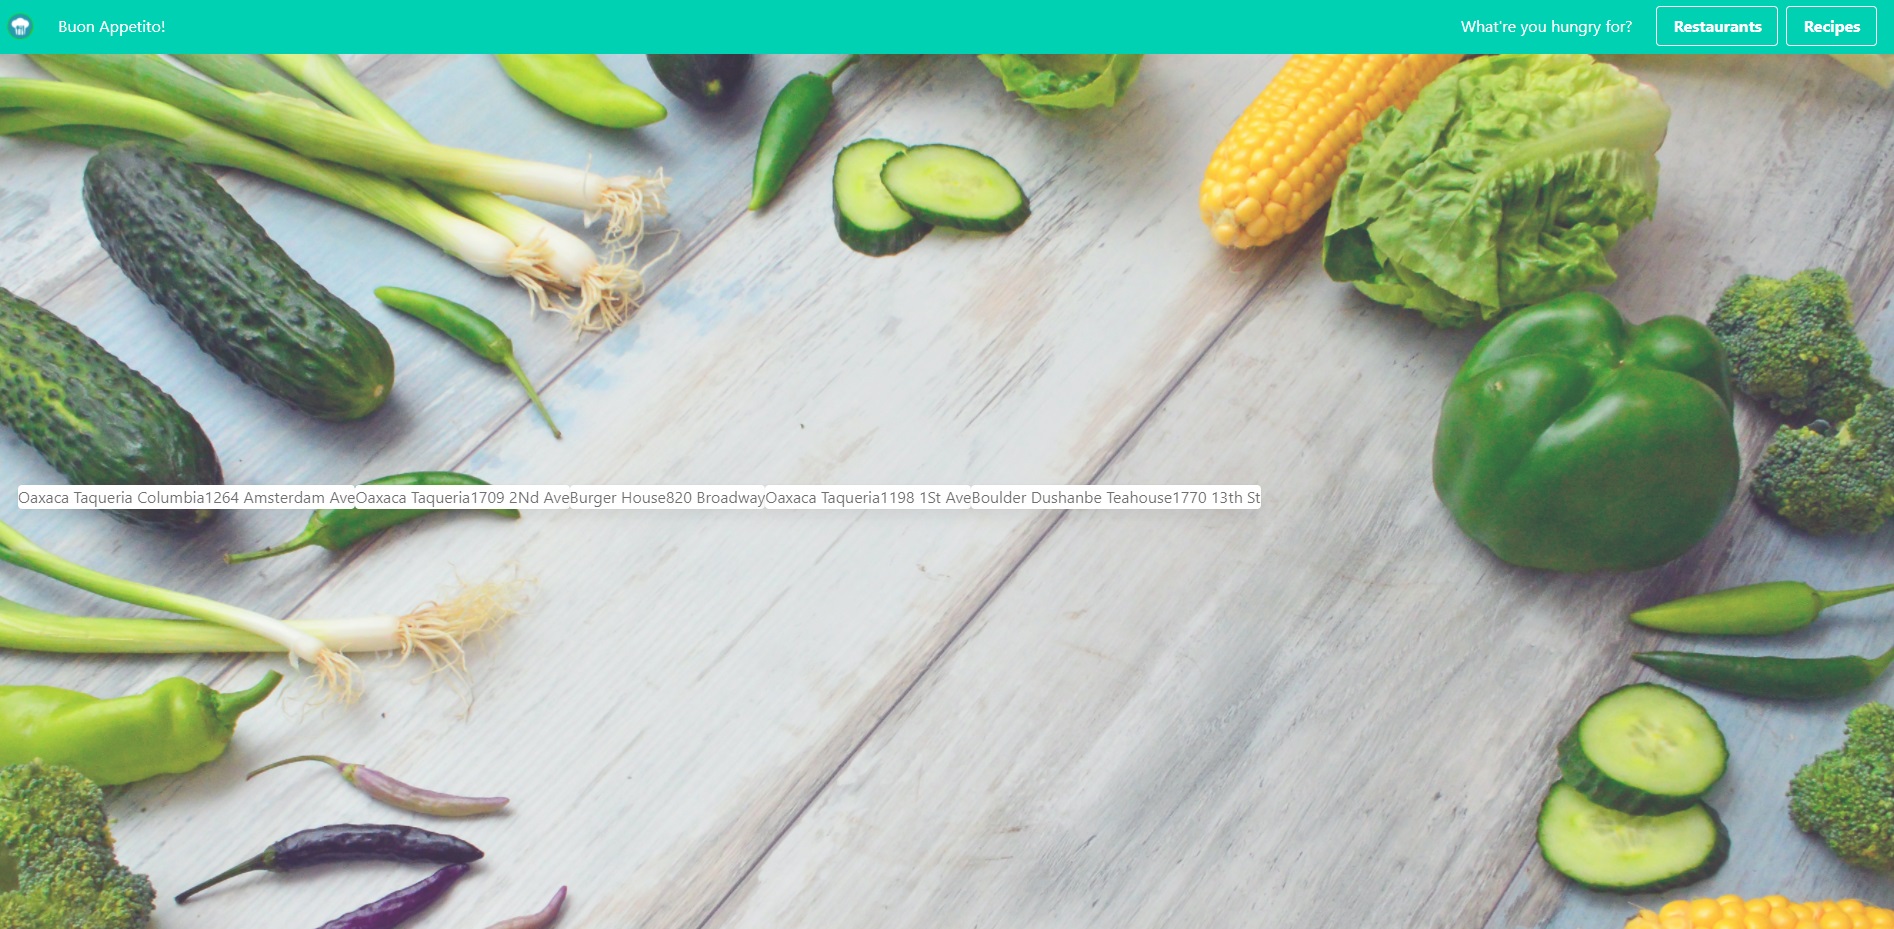 Buon Appetito! What're you hungry for? Restaurants Recipes
Oaxaca Taqueria Columbia1264 Amsterdam AveOaxaca Taqueria1709 2Nd AveBurger House820 BroadwayOaxaca Taqueria1198 1St AveBoulder Dushanbe Teahouse1770 13th St